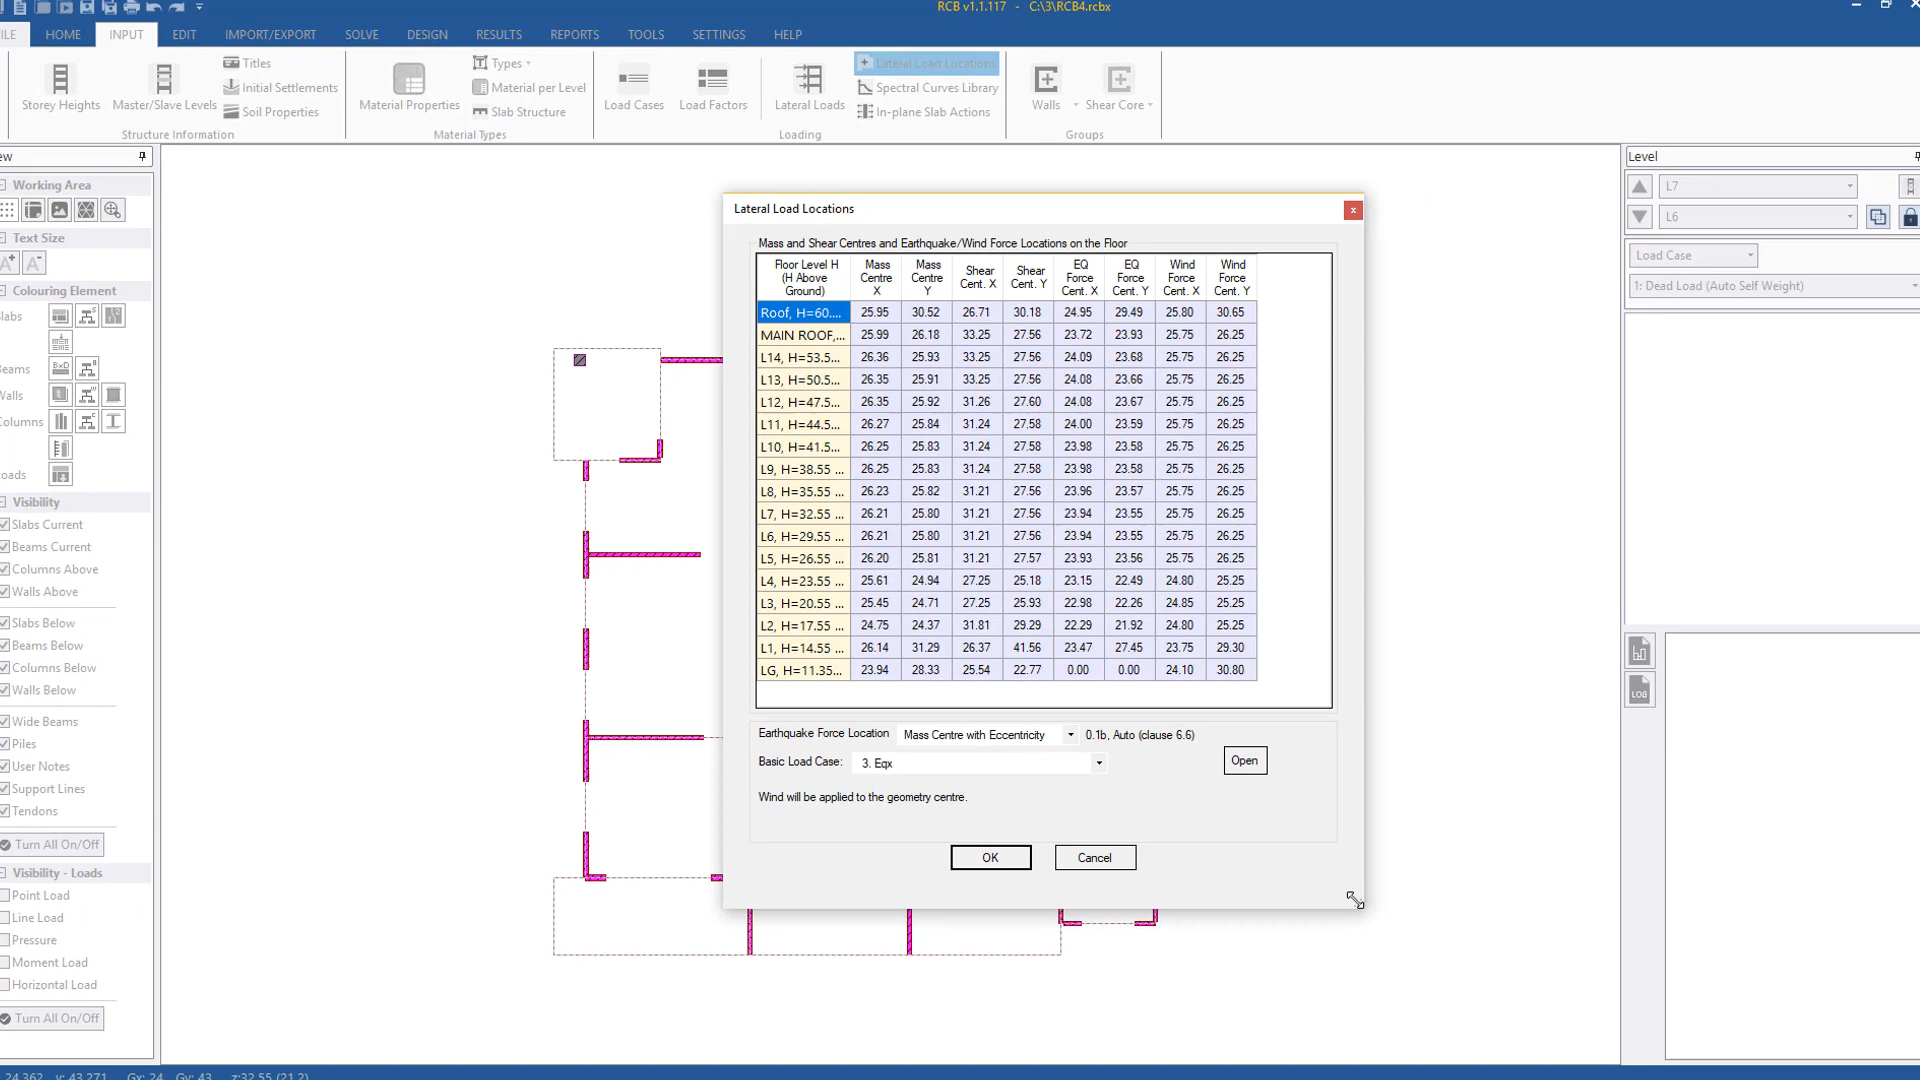 RCB v1.1.117 - C:\3\RCB4.rcbx
ILE HOME INPUT EDIT IMPORT/EXPORT SOLVE DESIGN RESULTS REPORTS TOOLS SETTINGS HELP
Storey Heights
Master/Slave Levels
Titles
Initial Settlements
Soil Properties
Structure Information
Material Properties
Types
Material per Level
Slab Structure
Material Types
Load Cases
Load Factors
Lateral Loads
Lateral Load Locations
Spectral Curves Library
In-plane Slab Actions
Loading
Walls
Shear Core
Groups
ew
Working Area
Text Size
A+ A-
Colouring Element
labs
eams
BxD
Valls
Columns
oads
Visibility
Slabs Current
Beams Current
Columns Above
Walls Above
Slabs Below
Beams Below
Columns Below
Walls Below
Wide Beams
Piles
User Notes
Support Lines
Tendons
Turn All On/Off
Visibility - Loads
Point Load
Line Load
Pressure
Moment Load
Horizontal Load
Turn All On/Off
Lateral Load Locations
x
Mass and Shear Centres and Earthquake/Wind Force Locations on the Floor
Floor Level H (H Above Ground) Mass Centre X Mass Centre Y Shear Cent. X Shear Cent. Y EQ Force Cent. X EQ Force Cent. Y Wind Force Cent. X Wind Force Cent. Y
Roof, H=60.... 25.95 30.52 26.71 30.18 24.95 29.49 25.80 30.65
MAIN ROOF,... 25.99 26.18 33.25 27.56 23.72 23.93 25.75 26.25
L14, H=53.5... 26.36 25.93 33.25 27.56 24.09 23.68 25.75 26.25
L13, H=50.5... 26.35 25.91 33.25 27.56 24.08 23.66 25.75 26.25
L12, H=47.5... 26.35 25.92 31.26 27.60 24.08 23.67 25.75 26.25
L11, H=44.5... 26.27 25.84 31.24 27.58 24.00 23.59 25.75 26.25
L10, H=41.5... 26.25 25.83 31.24 27.58 23.98 23.58 25.75 26.25
L9, H=38.55 ... 26.25 25.83 31.24 27.58 23.98 23.58 25.75 26.25
L8, H=35.55 ... 26.23 25.82 31.21 27.56 23.96 23.57 25.75 26.25
L7, H=32.55 ... 26.21 25.80 31.21 27.56 23.94 23.55 25.75 26.25
L6, H=29.55 ... 26.21 25.80 31.21 27.56 23.94 23.55 25.75 26.25
L5, H=26.55 ... 26.20 25.81 31.21 27.57 23.93 23.56 25.75 26.25
L4, H=23.55 ... 25.61 24.94 27.25 25.18 23.15 22.49 24.80 25.25
L3, H=20.55 ... 25.45 24.71 27.25 25.93 22.98 22.26 24.85 25.25
L2, H=17.55 ... 24.75 24.37 31.81 29.29 22.29 21.92 24.80 25.25
L1, H=14.55 ... 26.14 31.29 26.37 41.56 23.47 27.45 23.75 29.30
LG, H=11.35... 23.94 28.33 25.54 22.77 0.00 0.00 24.10 30.80
Earthquake Force Location Mass Centre with Eccentricity 0.1b, Auto (clause 6.6)
Basic Load Case: 3. Eqx
Open
Wind will be applied to the geometry centre.
OK Cancel
Level
L7
L6
Load Case
1: Dead Load (Auto Self Weight)
LOG
24.362 y: 43.271 Gx: 24 Gy: 43 z:32.55 (21.2)